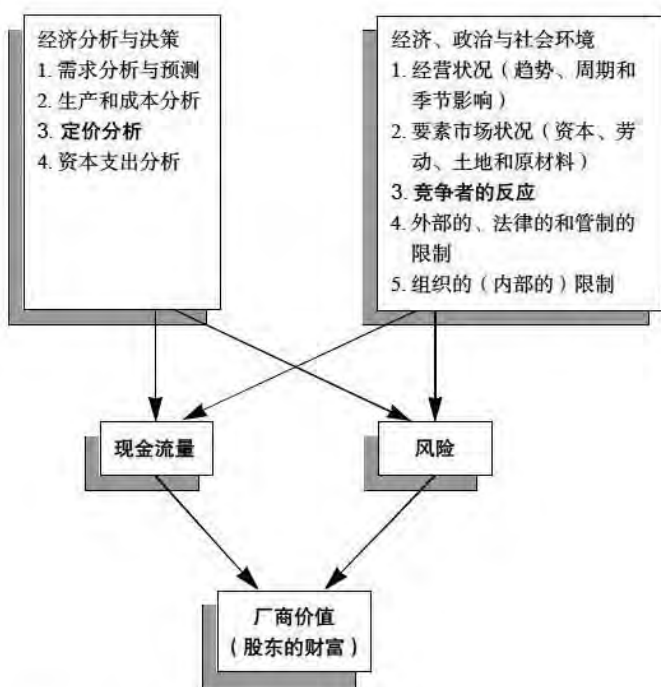 经济分析与决策
1. 需求分析与预测
2. 生产和成本分析
3. 定价分析
4. 资本支出分析
经济、政治与社会环境
1. 经营状况（趋势、周期和
季节影响）
2. 要素市场状况（资本、劳
动、土地和原材料）
3. 竞争者的反应
4. 外部的、法律的和管制的
限制
5. 组织的（内部的）限制
现金流量
风险
厂商价值
（股东的财富）